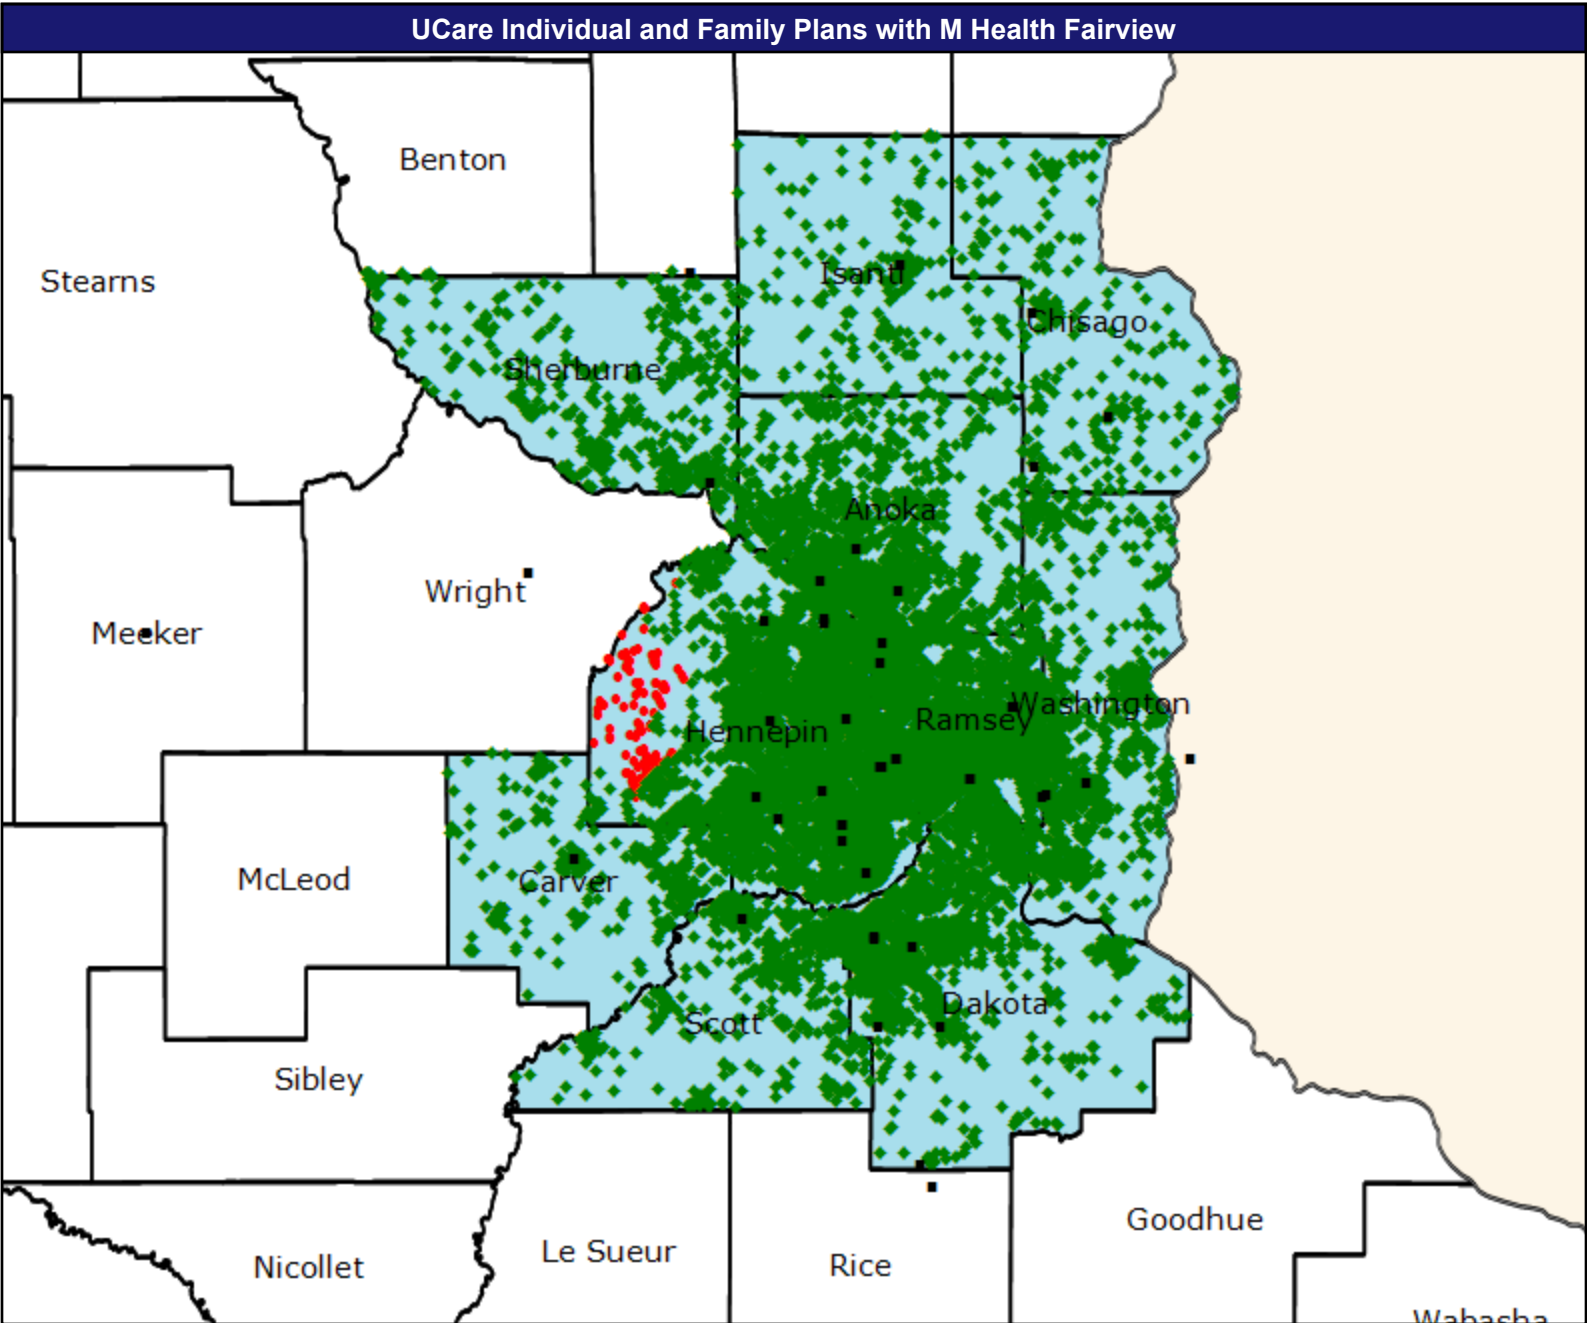 UCare Individual and Family Plans with M Health Fairview
Benton
Stearns
Isanti
Chisago
Sherburne
Anoka
Wright
Meeker
Washington
Ramsey
Hennepin
McLeod
Carver
Dakota
Scott
Sibley
Goodhue
Le Sueur
Rice
Nicollet
Wabasha